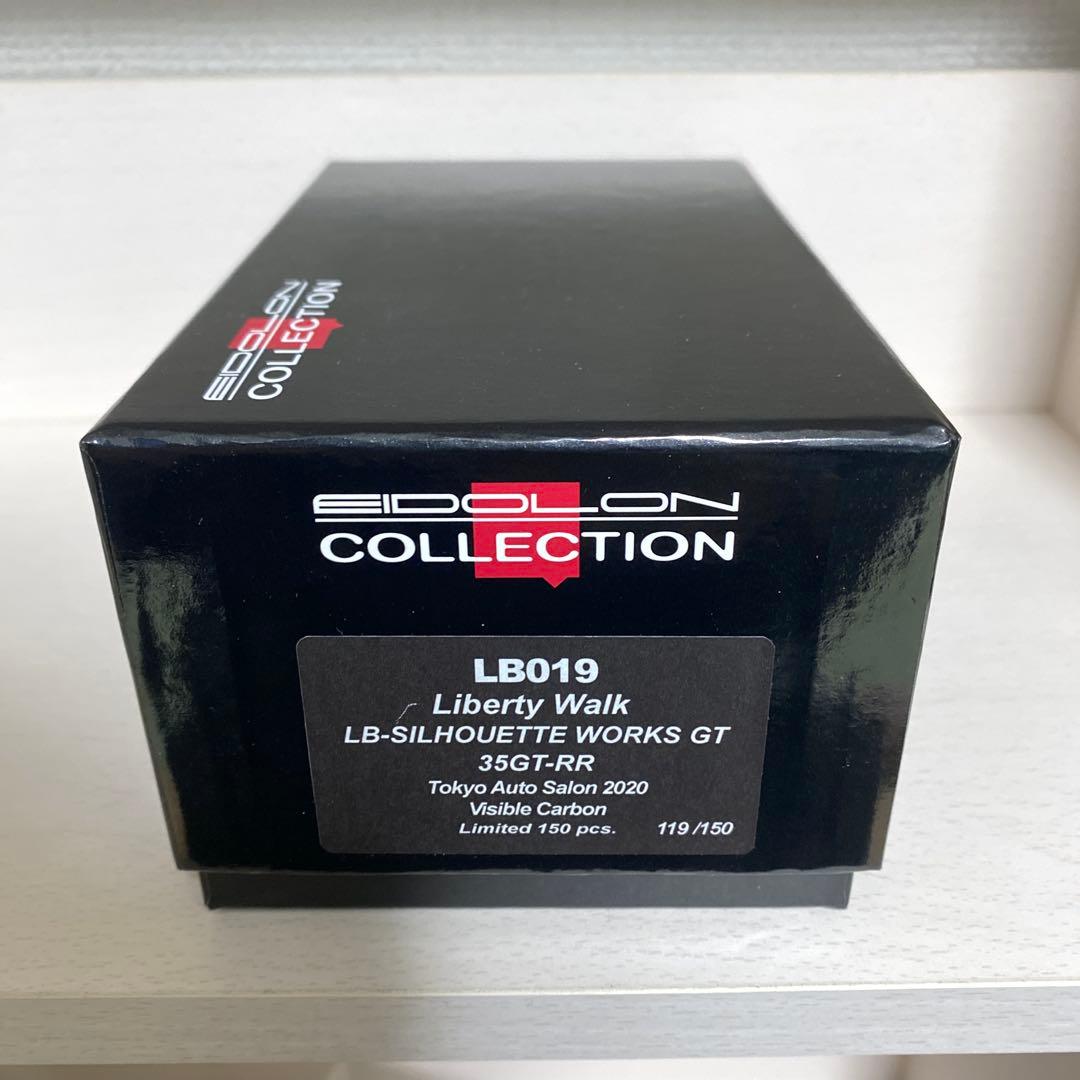 EIDOLON
COLLECTION
EIDOLON
COLLECTION
LB019
Liberty Walk
LB-SILHOUETTE WORKS GT
35GT-RR
Tokyo Auto Salon 2020
Visible Carbon
Limited 150 pcs. 119/150